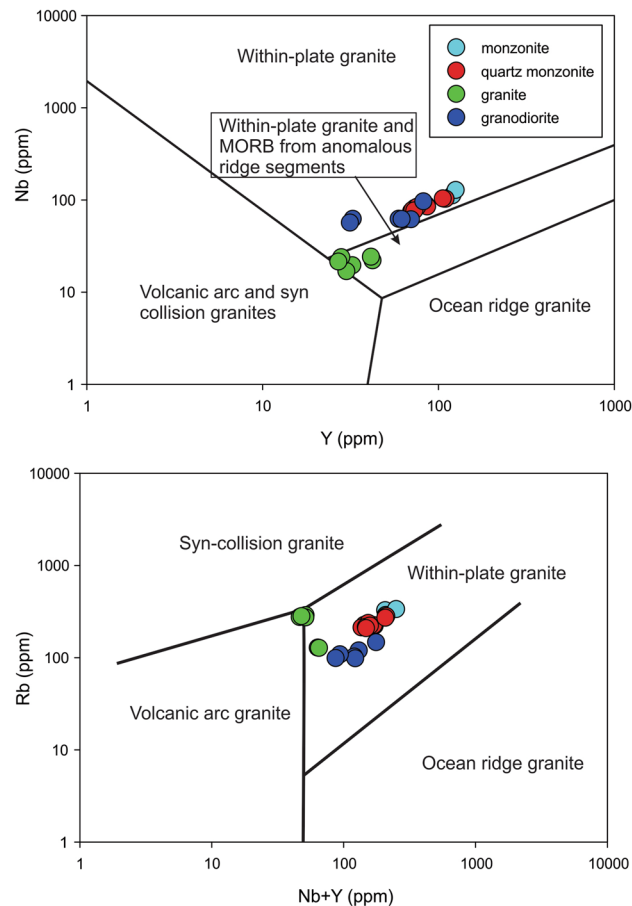 10000
1000
100
10
1
Nb (ppm)
Within-plate granite
monzonite
quartz monzonite
granite
granodiorite
Within-plate granite and
MORB from anomalous
ridge segments
Volcanic arc and syn
collision granites
Ocean ridge granite
1
10
100
1000
Y (ppm)
10000
1000
100
10
1
Rb (ppm)
Syn-collision granite
Within-plate granite
Volcanic arc granite
Ocean ridge granite
1
10
100
1000
10000
Nb+Y (ppm)